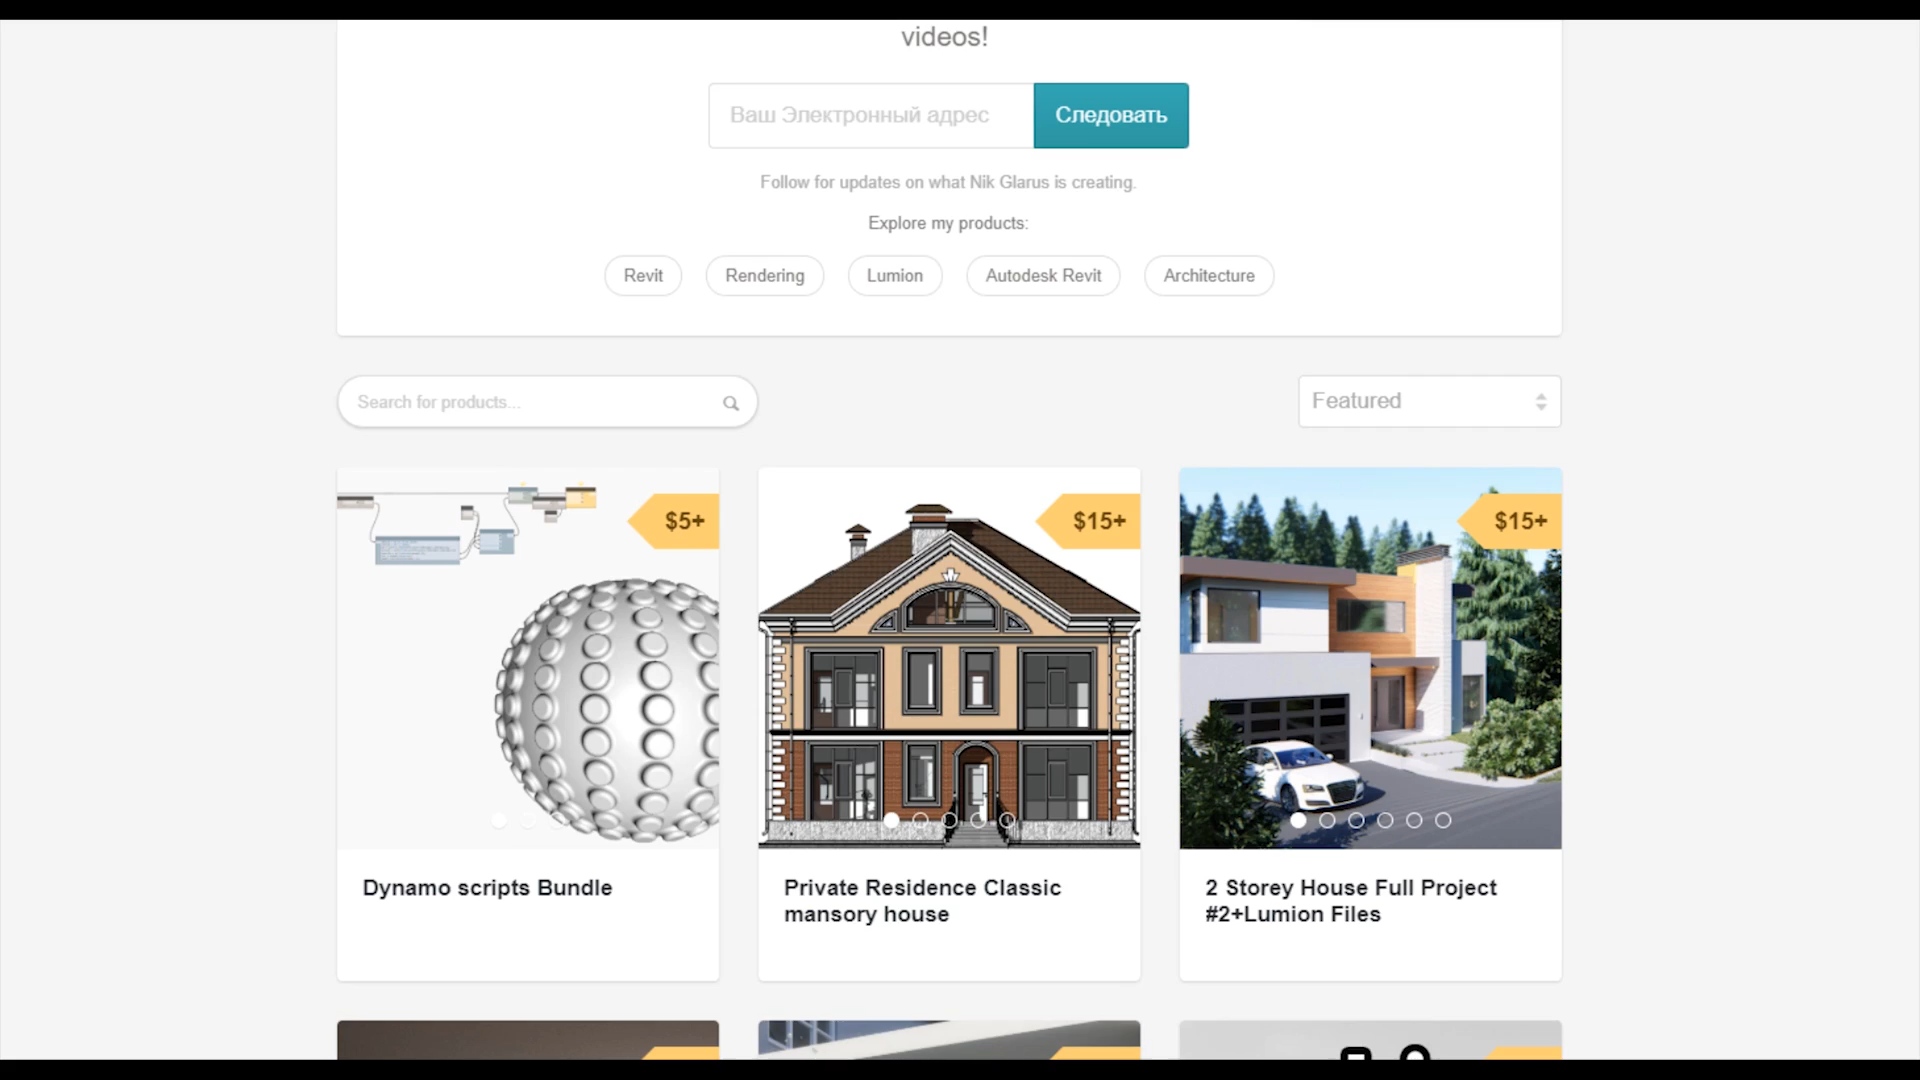 videos!
Ваш Электронный адрес
Следовать
Follow for updates on what Nik Glarus is creating.
Explore my products:
Revit
Rendering
Lumion
Autodesk Revit
Architecture
Search for products...
Featured
$5+
$15+
$15+
Dynamo scripts Bundle
Private Residence Classic
mansory house
2 Storey House Full Project
#2+Lumion Files